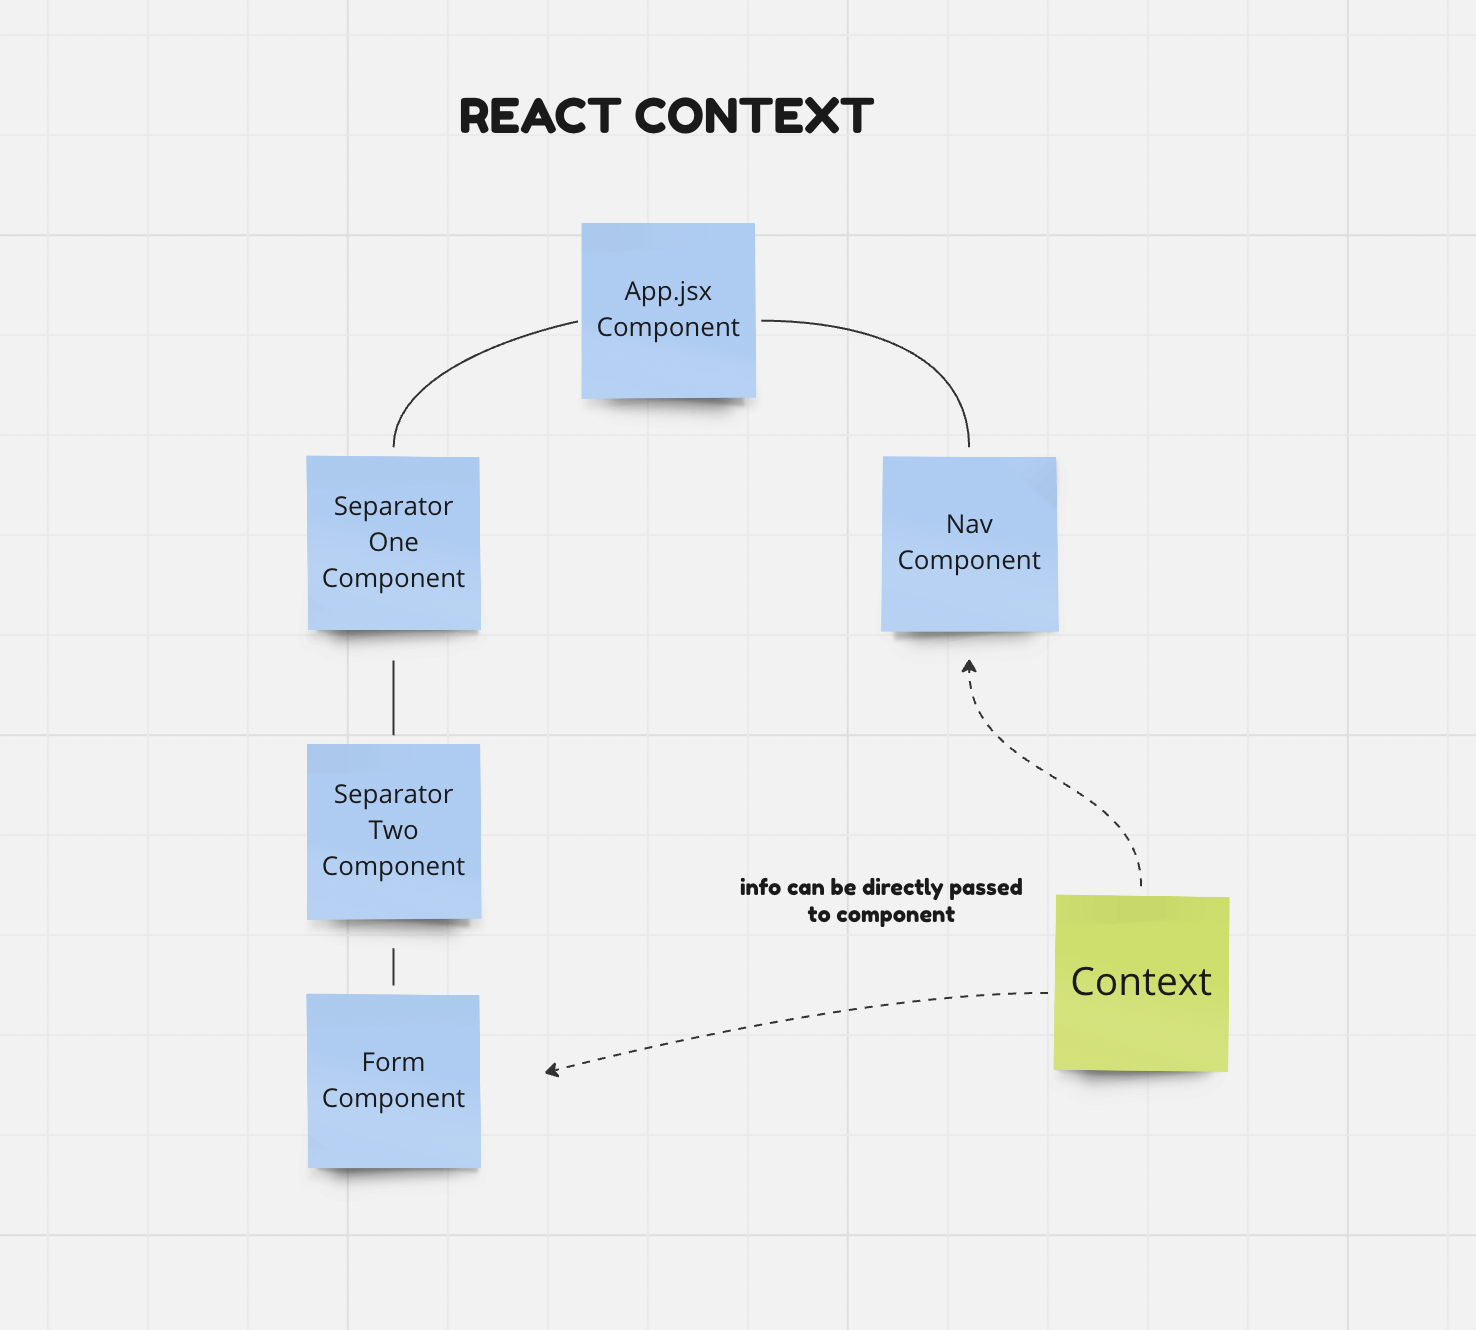 REACT CONTEXT
App.jsx
Component
Separator
One
Component
Nav
Component
Separator
Two
Component
info can be directly passed
to component
Context
Form
Component